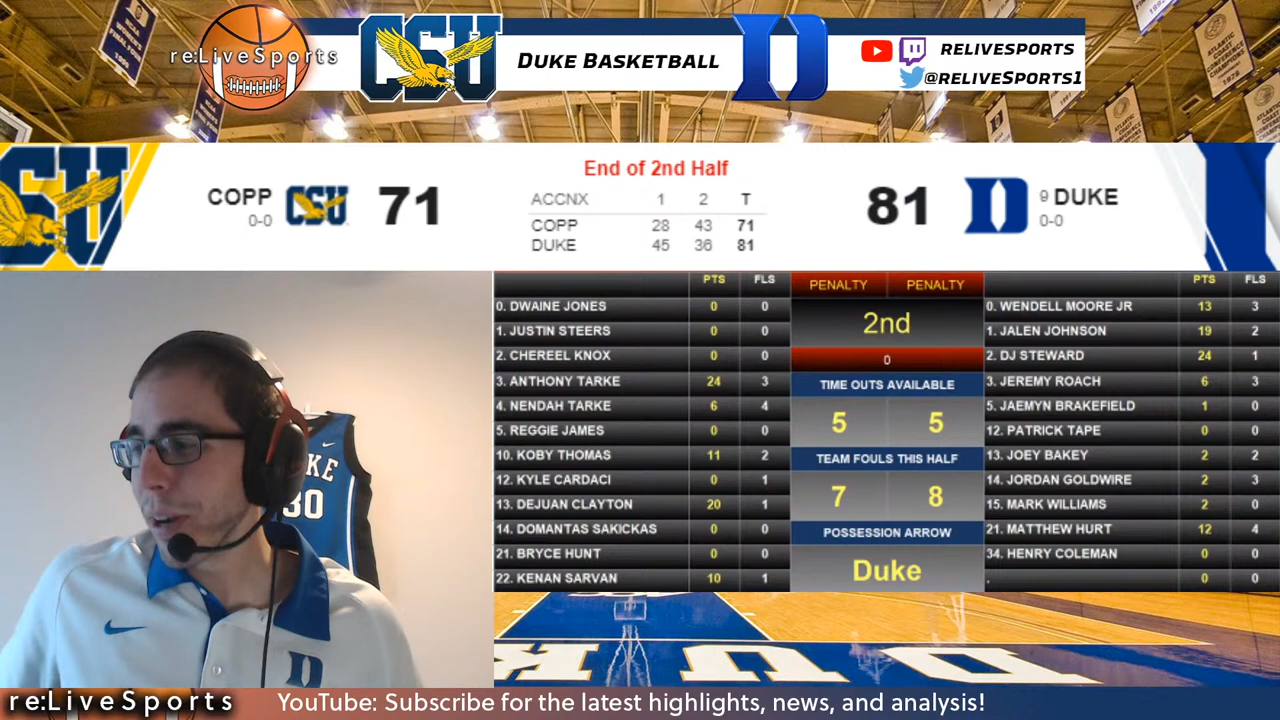 re:LiveSports
CSU
DUKE BASKETBALL
D
RELIVESPORTS
@RELIVESPORTS1
ATLANTIC
COAST
CONFERENCE
CHAMPIONS
1978
CSU
COPP
0-0
CSU
71
End of 2nd Half
ACCNX 1 2 T
COPP 28 43 71
DUKE 45 36 81
81
D
9 DUKE
0-0
PTS FLS
0. DWAINE JONES 0 0
1. JUSTIN STEERS 0 0
2. CHEREEL KNOX 0 0
3. ANTHONY TARKE 24 3
4. NENDAH TARKE 6 4
5. REGGIE JAMES 0 0
10. KOBY THOMAS 11 2
12. KYLE CARDACI 0 1
13. DEJUAN CLAYTON 20 1
14. DOMANTAS SAKICKAS 0 0
21. BRYCE HUNT 0 0
22. KENAN SARVAN 10 1
PENALTY PENALTY
2nd
0
TIME OUTS AVAILABLE
5 5
TEAM FOULS THIS HALF
7 8
POSSESSION ARROW
Duke
PTS FLS
0. WENDELL MOORE JR 13 3
1. JALEN JOHNSON 19 2
2. DJ STEWARD 24 1
3. JEREMY ROACH 6 3
5. JAEMYN BRAKEFIELD 1 0
12. PATRICK TAPE 0 0
13. JOEY BAKEY 2 2
14. JORDAN GOLDWIRE 2 3
15. MARK WILLIAMS 2 0
21. MATTHEW HURT 12 4
34. HENRY COLEMAN 0 0
. 0 0
KE
30
D
DUK
re:LiveSports
YouTube: Subscribe for the latest highlights, news, and analysis!